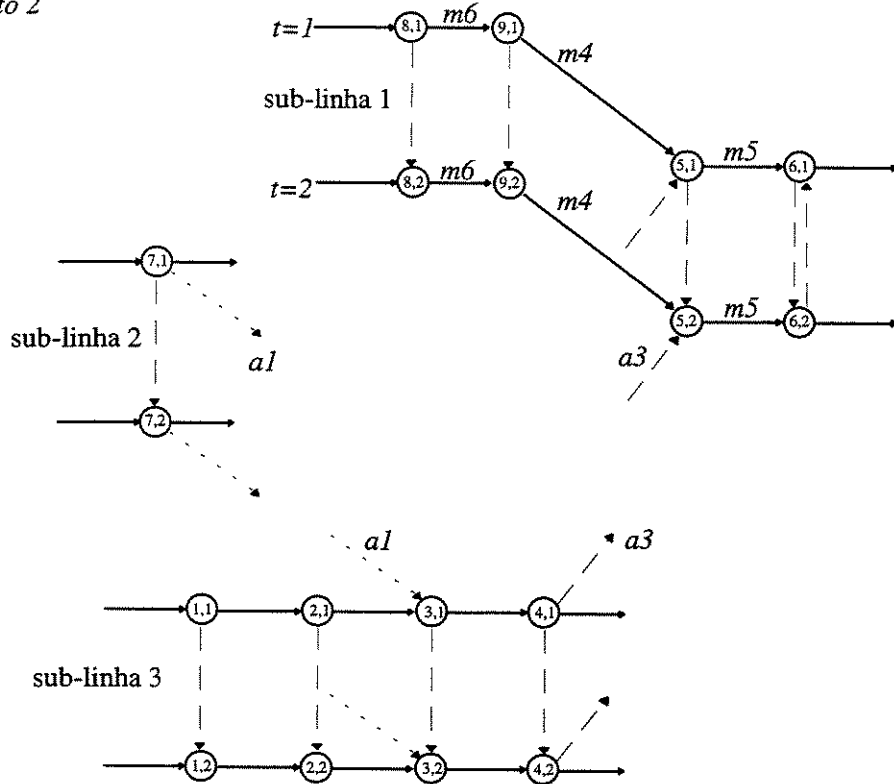 to 2
t=1 8,1 m6 9,1
m4
sub-linha 1
5,1 m5 6,1
t=2 8,2 m6 9,2
m4
7,1
sub-linha 2
5,2 m5 6,2
a1
a3
7,2
a1
a3
1,1 2,1 3,1 4,1
sub-linha 3
1,2 2,2 3,2 4,2